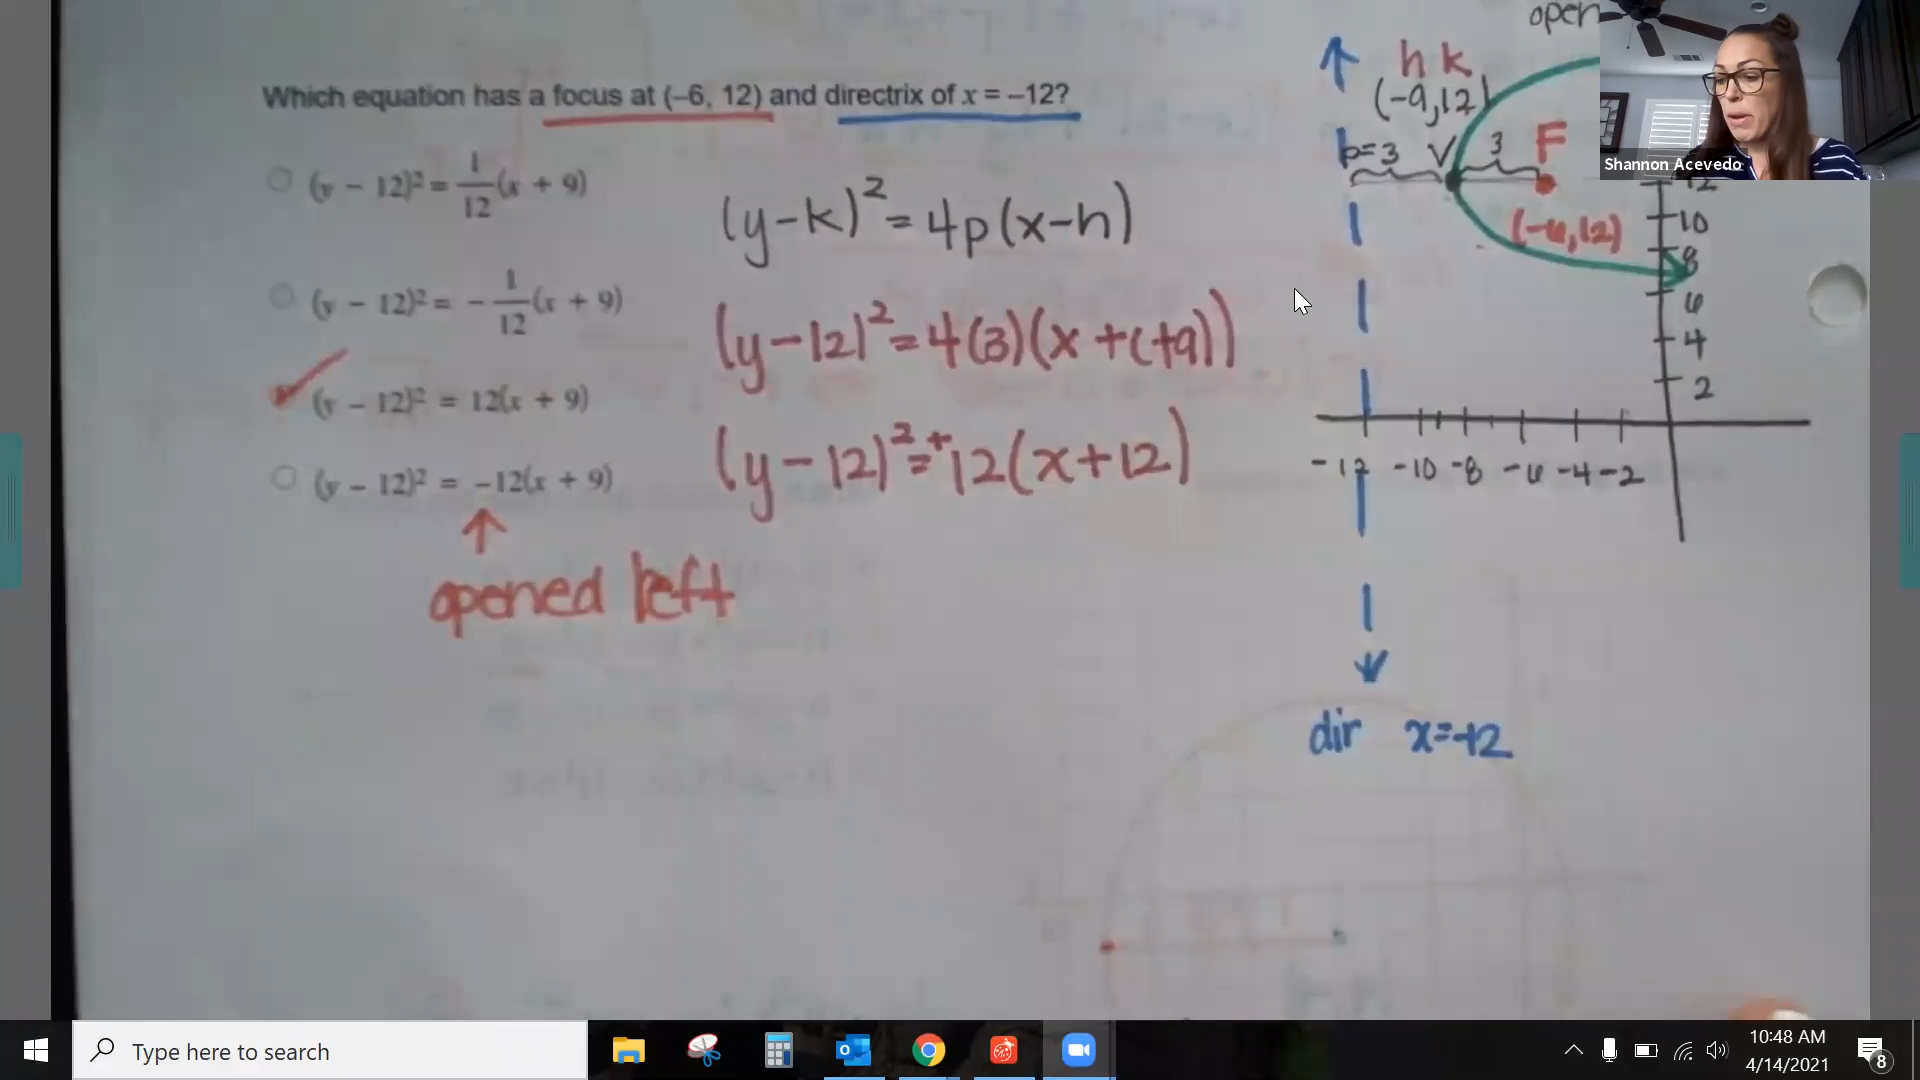 open
Which equation has a focus at (–6, 12) and directrix of x = –12?
h k
(-9,12)
p=3 V 3 F
Shannon Acevedo
(y − 12)² = 1/12(x + 9)
(y-k)² = 4p(x-h)
(-6,12)
12
10
8
6
4
2
(y − 12)² = −1/12(x + 9)
(y-12)² = 4(3)(x+(+9))
(y − 12)² = 12(x + 9)
(y-12)² = +12(x+12)
-12 -10 -8 -6 -4 -2
(y − 12)² = −12(x + 9)
opened left
dir x=-12
Type here to search
10:48 AM
4/14/2021
8